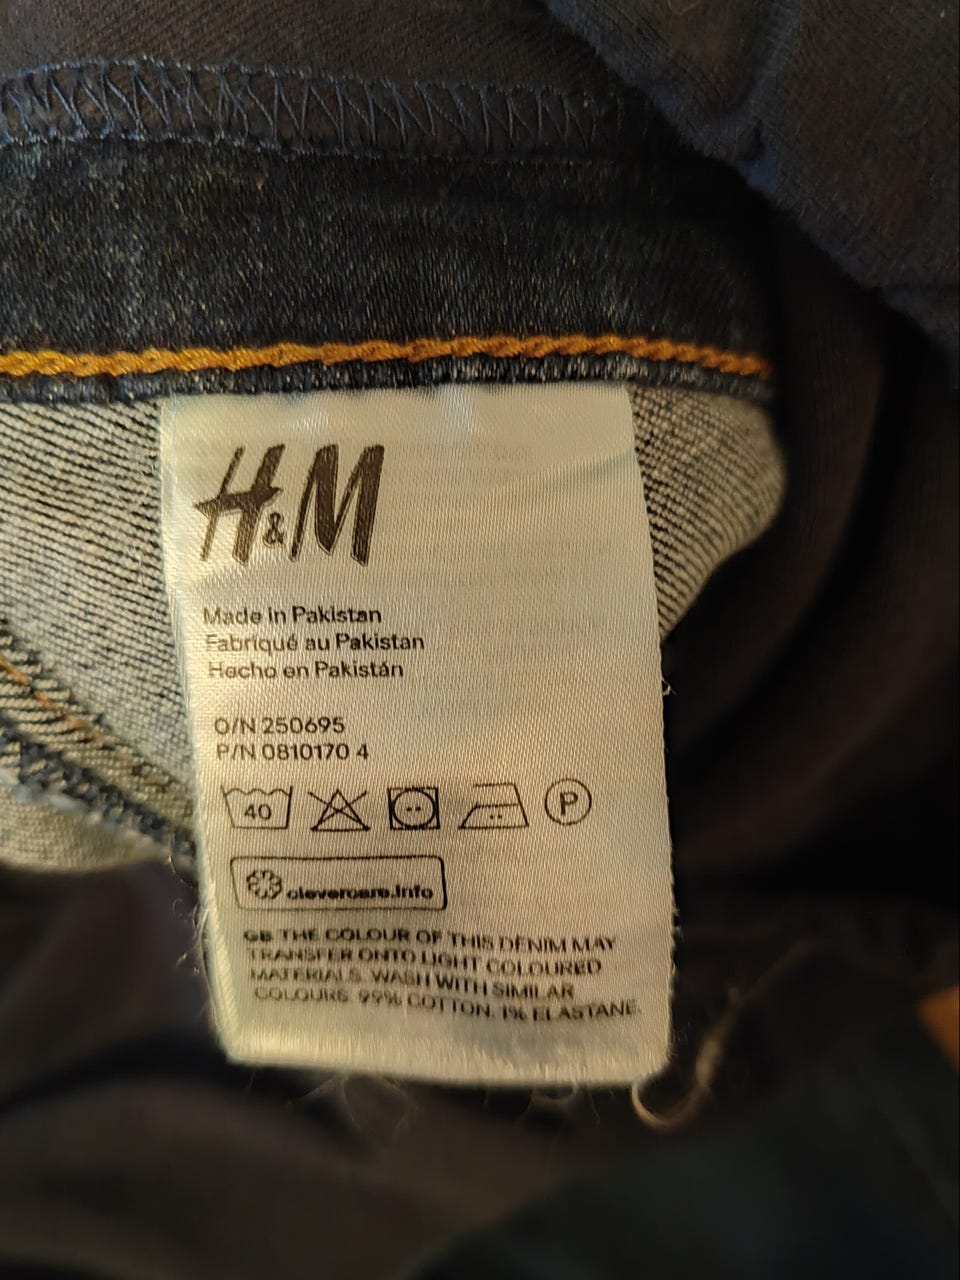 H&M
Made in Pakistan
Fabriqué au Pakistan
Hecho en Pakistán
O/N 250695
P/N 0810170 4
40 P
clevercare.info
GB THE COLOUR OF THIS DENIM MAY
TRANSFER ONTO LIGHT COLOURED
MATERIALS. WASH WITH SIMILAR
COLOURS. 99% COTTON. 1% ELASTANE.